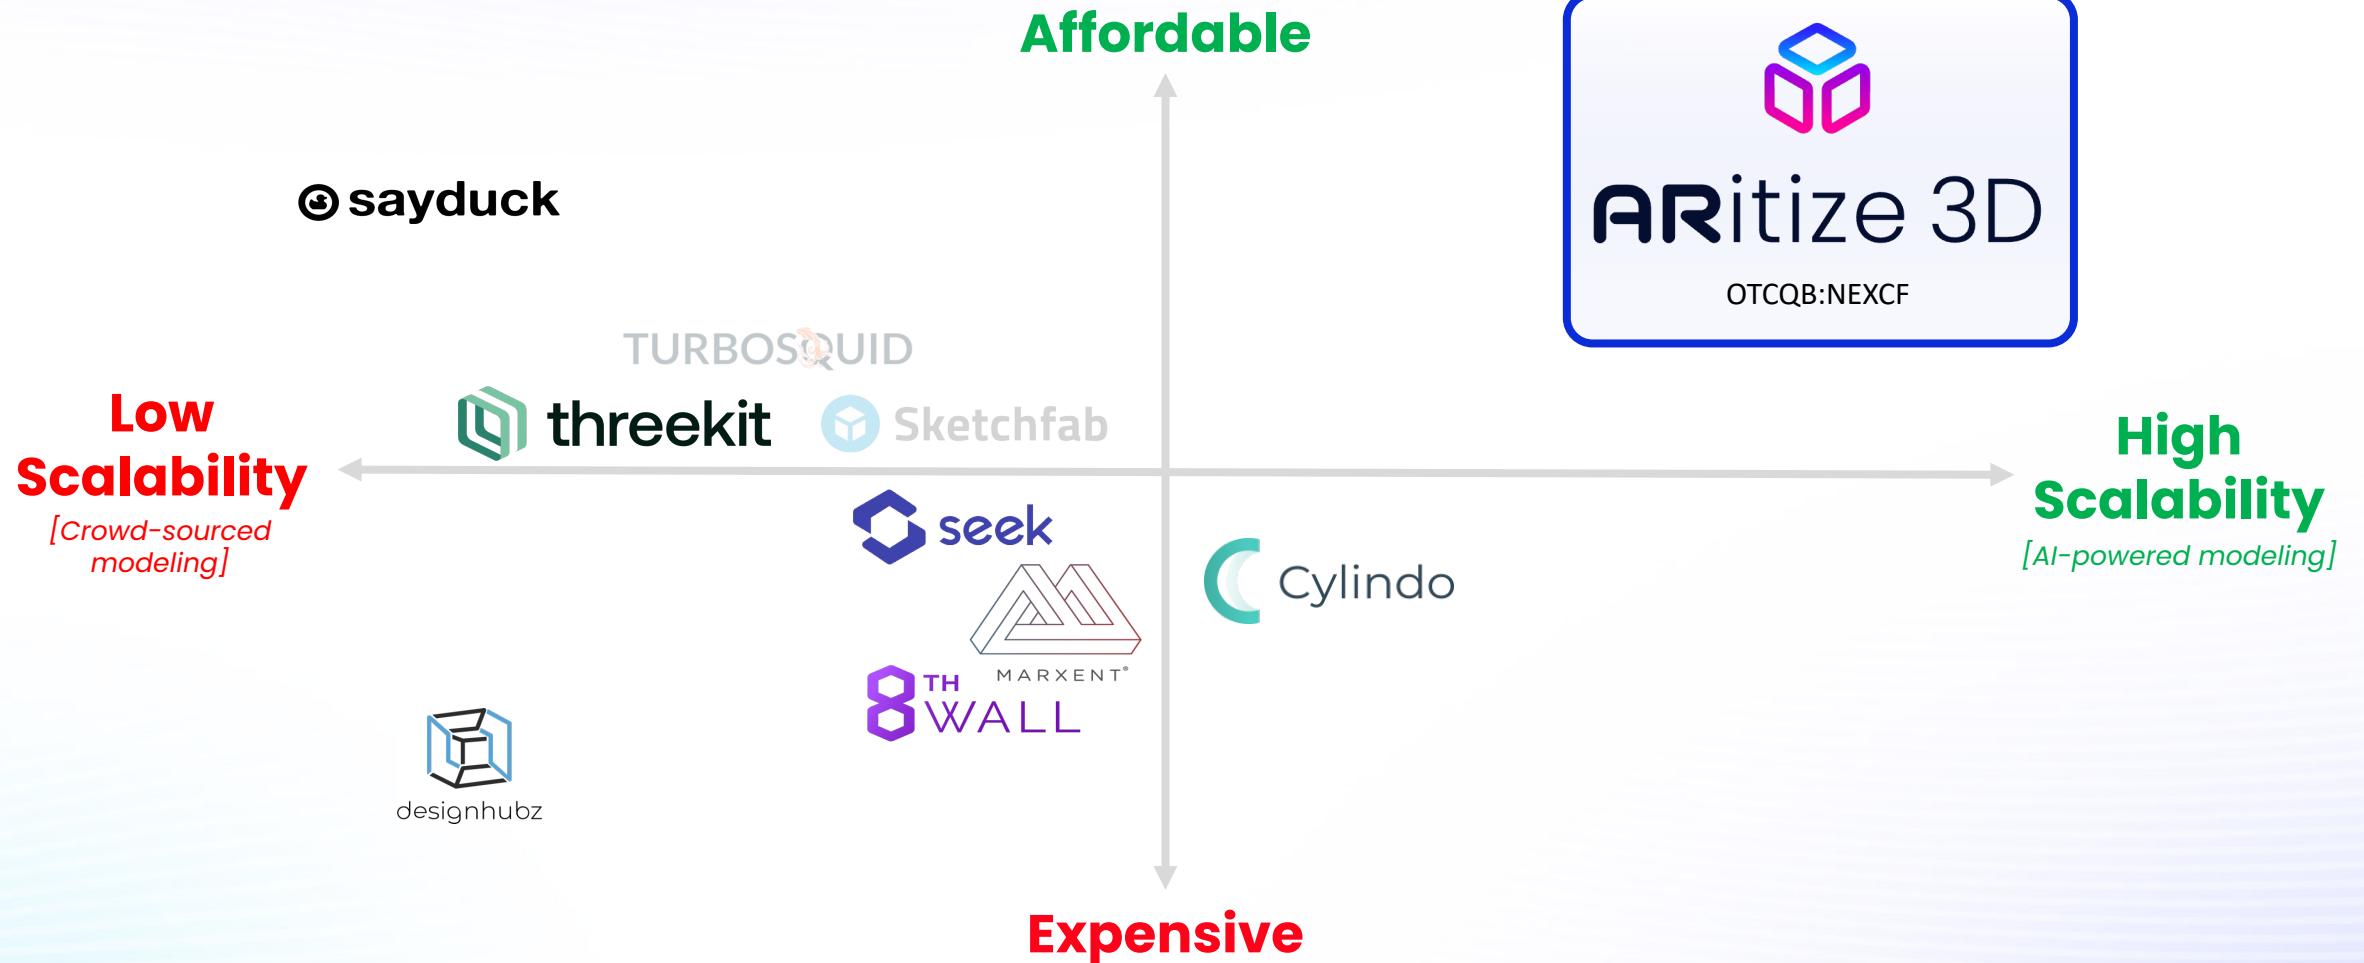 Affordable
ARitize 3D
OTCQB:NEXCF
sayduck
TURBOSQUID
threekit
Sketchfab
Low
Scalability
[Crowd-sourced
modeling]
High
Scalability
[AI-powered modeling]
seek
Cylindo
MARXENT®
8TH
WALL
designhubz
Expensive